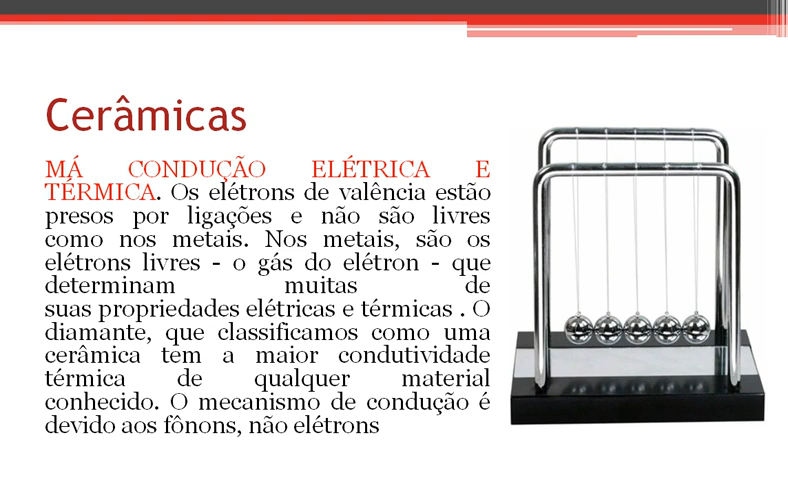 Cerâmicas
MÁ CONDUÇÃO ELÉTRICA E
TÉRMICA. Os elétrons de valência estão
presos por ligações e não são livres
como nos metais. Nos metais, são os
elétrons livres - o gás do elétron - que
determinam muitas de
suas propriedades elétricas e térmicas . O
diamante, que classificamos como uma
cerâmica tem a maior condutividade
térmica de qualquer material
conhecido. O mecanismo de condução é
devido aos fônons, não elétrons